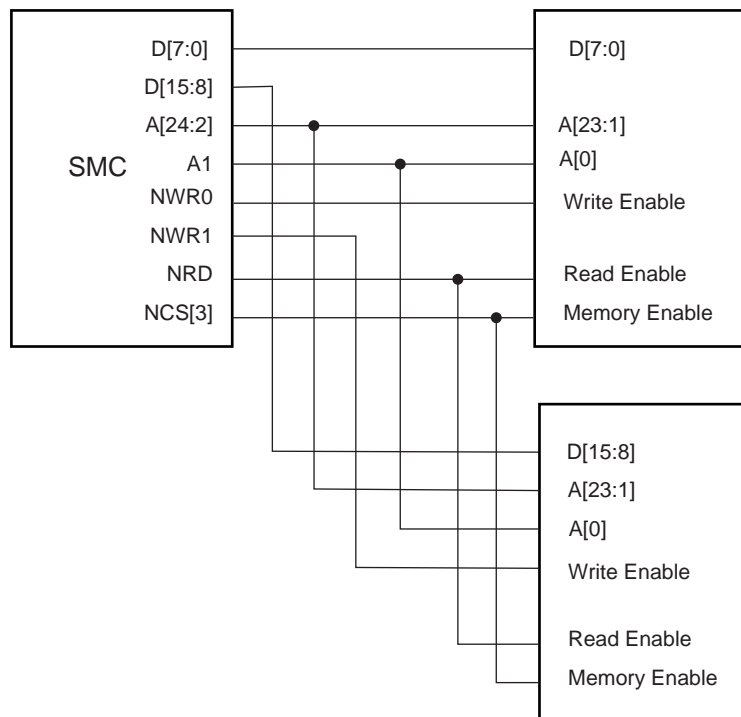 D[7:0]
D[15:8]
A[24:2]
SMC
A1
NWR0
NWR1
NRD
NCS[3]
D[7:0]
A[23:1]
A[0]
Write Enable
Read Enable
Memory Enable
D[15:8]
A[23:1]
A[0]
Write Enable
Read Enable
Memory Enable